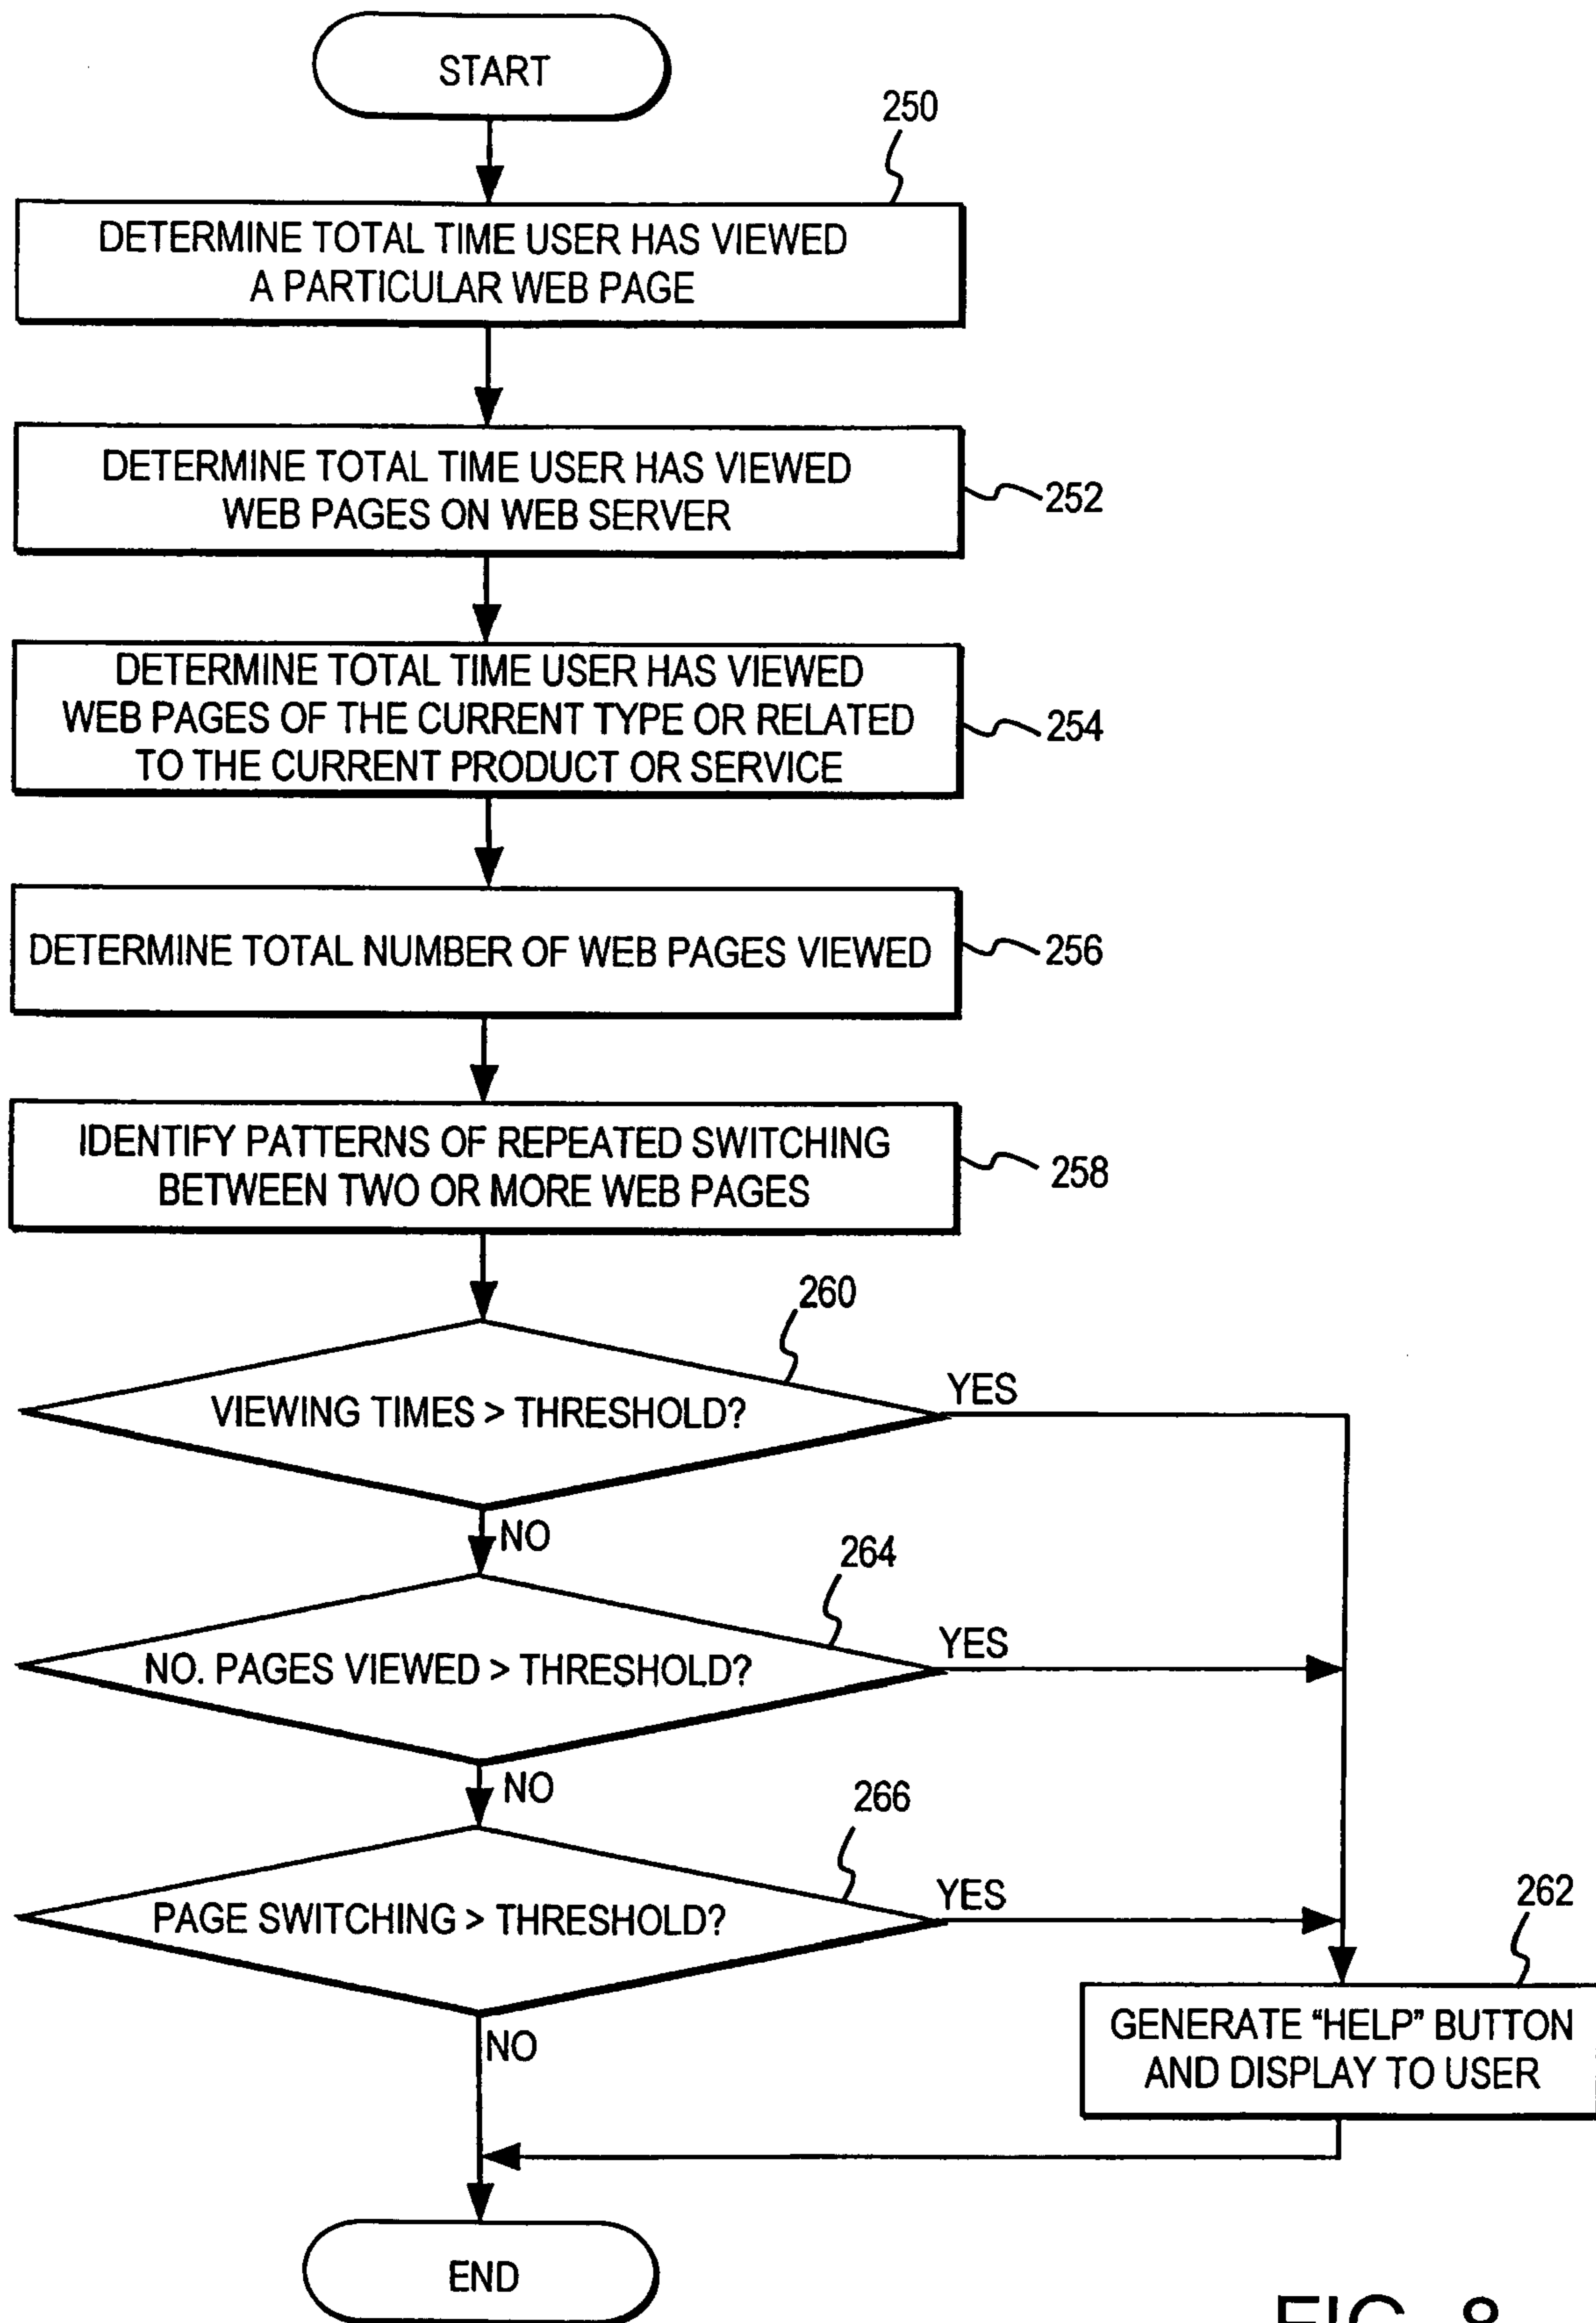 START
250
DETERMINE TOTAL TIME USER HAS VIEWED
A PARTICULAR WEB PAGE
DETERMINE TOTAL TIME USER HAS VIEWED
WEB PAGES ON WEB SERVER
252
DETERMINE TOTAL TIME USER HAS VIEWED
WEB PAGES OF THE CURRENT TYPE OR RELATED
TO THE CURRENT PRODUCT OR SERVICE
254
DETERMINE TOTAL NUMBER OF WEB PAGES VIEWED
256
IDENTIFY PATTERNS OF REPEATED SWITCHING
BETWEEN TWO OR MORE WEB PAGES
258
260
VIEWING TIMES > THRESHOLD?
YES
NO
264
NO. PAGES VIEWED > THRESHOLD?
YES
NO
266
PAGE SWITCHING > THRESHOLD?
YES
NO
262
GENERATE “HELP” BUTTON
AND DISPLAY TO USER
END
FIG. 8